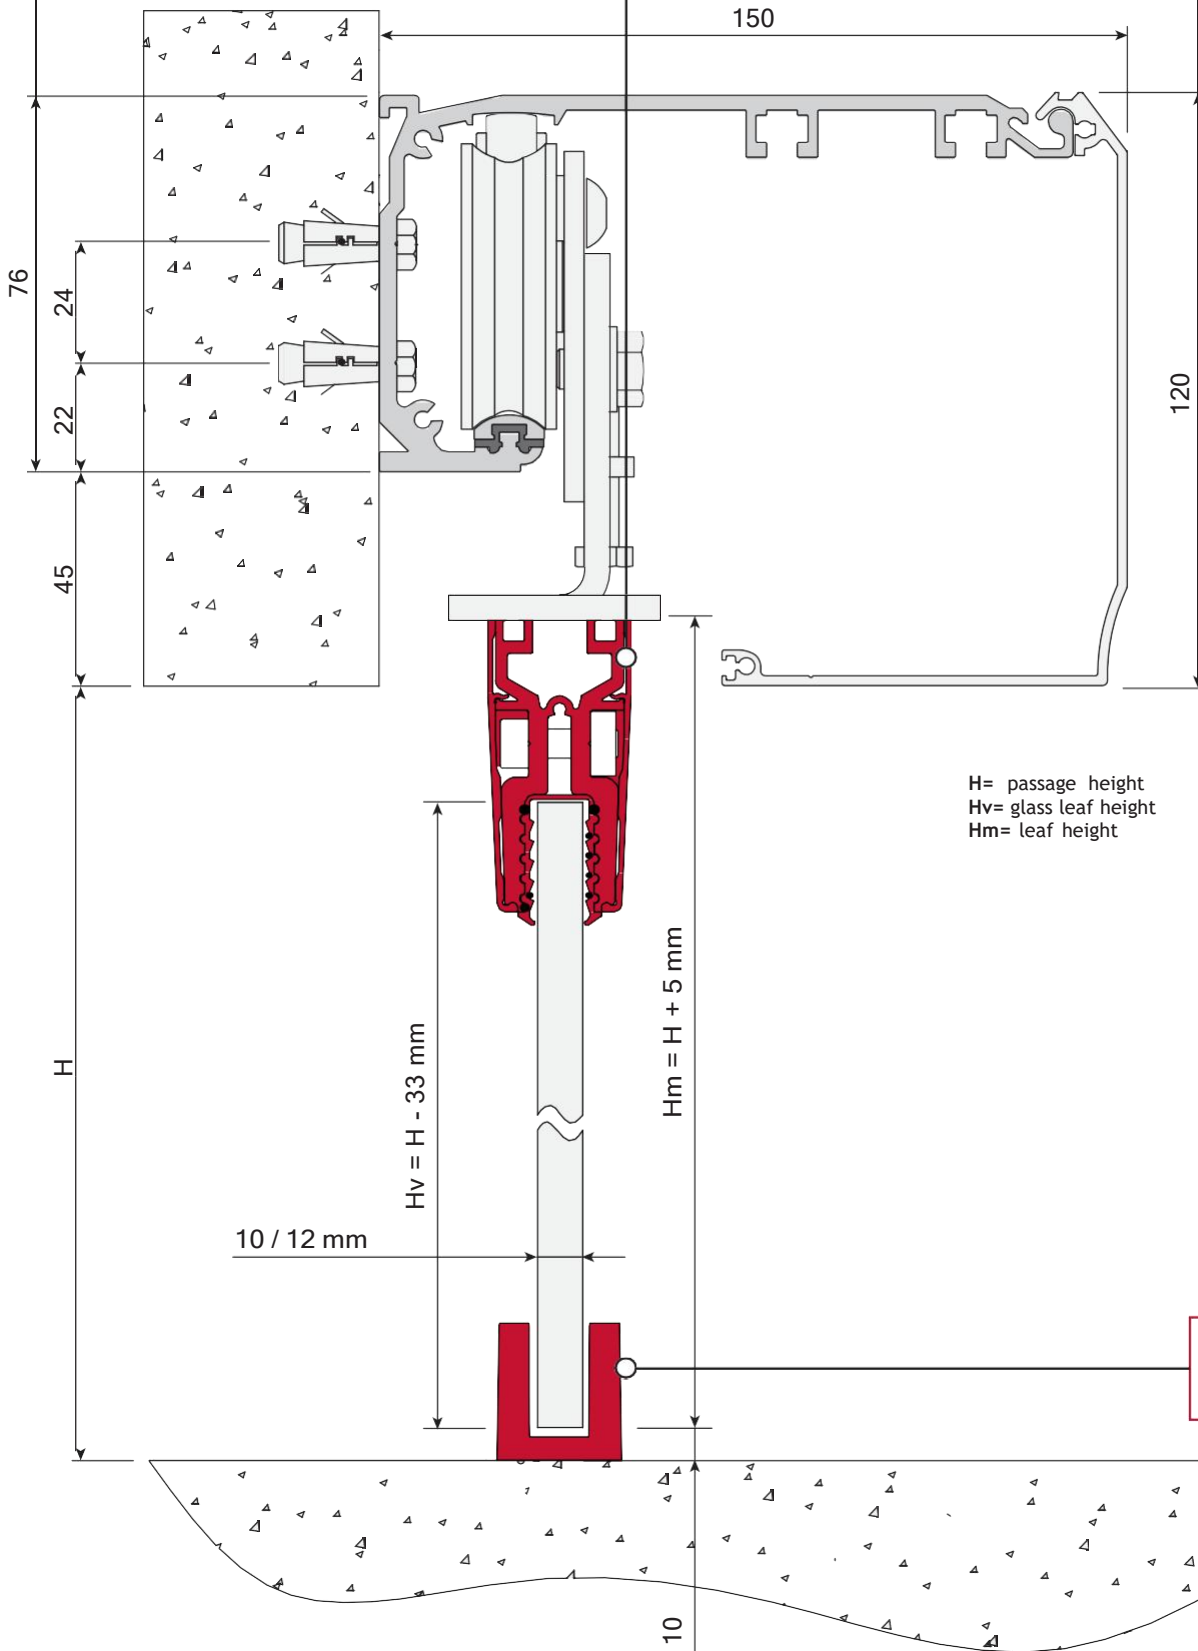 150
76
24
22
120
45
H= passage height
Hv= glass leaf height
Hm= leaf height
H
Hv = H - 33 mm
Hm = H + 5 mm
10 / 12 mm
10